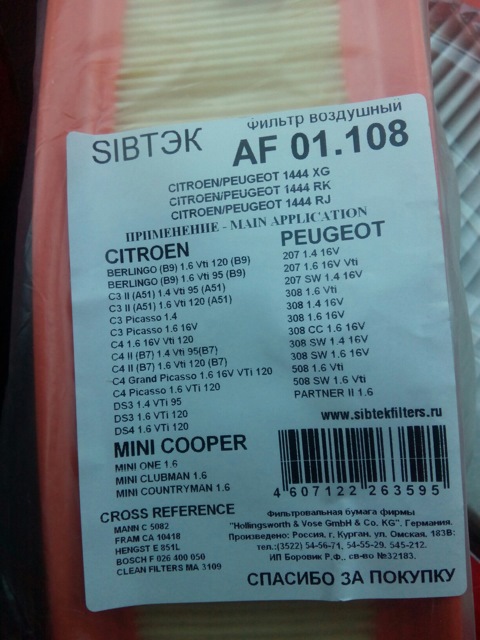 SIBTЭK
Фильтр воздушный
AF 01.108
CITROEN/PEUGEOT 1444 XG
CITROEN/PEUGEOT 1444 RK
CITROEN/PEUGEOT 1444 RJ
ПРИМЕНЕНИЕ - MAIN APPLICATION
CITROEN
BERLINGO (B9) 1.6 Vti 120 (B9)
BERLINGO (B9) 1.6 Vti 95 (B9)
C3 II (A51) 1.4 Vti 95 (A51)
C3 II (A51) 1.6 Vti 120 (A51)
C3 Picasso 1.4
C3 Picasso 1.6 16V
C4 1.6 16V VTi 120
C4 II (B7) 1.4 Vti 95(B7)
C4 II (B7) 1.6 VTi 120 (B7)
C4 Grand Picasso 1.6 16V VTi 120
C4 Picasso 1.6 VTi 120
DS3 1.4 VTi 95
DS3 1.6 VTi 120
DS4 1.6 VTi 120
PEUGEOT
207 1.4 16V
207 1.6 16V Vti
207 SW 1.4 16V
308 1.6 Vti
308 1.4 16V
308 1.6 16V
308 CC 1.6 16V
308 SW 1.4 16V
308 SW 1.6 16V
508 1.6 Vti
508 SW 1.6 Vti
PARTNER II 1.6
www.sibtekfilters.ru
MINI COOPER
MINI ONE 1.6
MINI CLUBMAN 1.6
MINI COUNTRYMAN 1.6
4 607122 263595
CROSS REFERENCE
MANN C 5082
FRAM CA 10418
HENGST E 851L
BOSCH F 026 400 050
CLEAN FILTERS MA 3109
Фильтровальная бумага фирмы
"Hollingsworth & Vose GmbH & Co. KG". Германия.
Произведено: Россия, г. Курган. ул. Омская, 183В:
тел.:(3522) 54-56-71, 54-55-29. 545-212.
ИП Боровик Р.Ф., св-во №32183.
СПАСИБО ЗА ПОКУПКУ